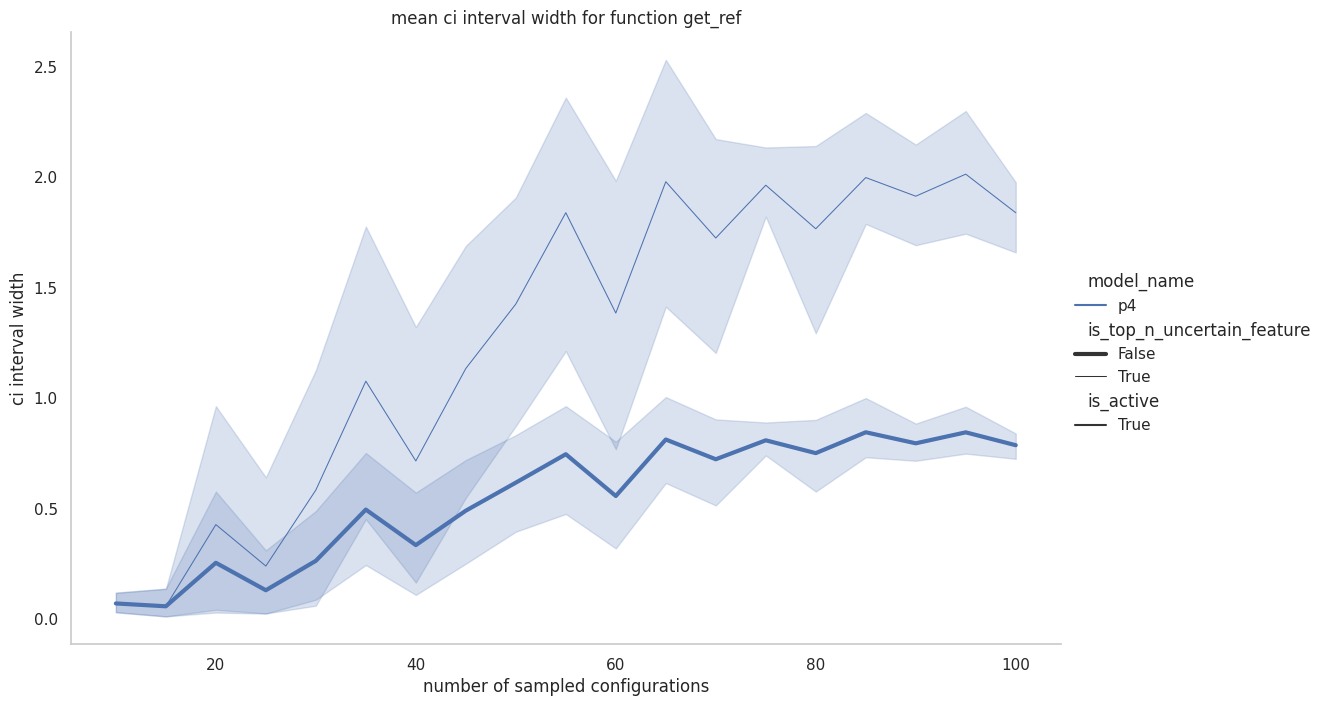 mean ci interval width for function get_ref
2.5
2.0
1.5
1.0
0.5
0.0
ci interval width
20
40
60
80
100
number of sampled configurations
model_name
p4
is_top_n_uncertain_feature
False
True
is_active
True